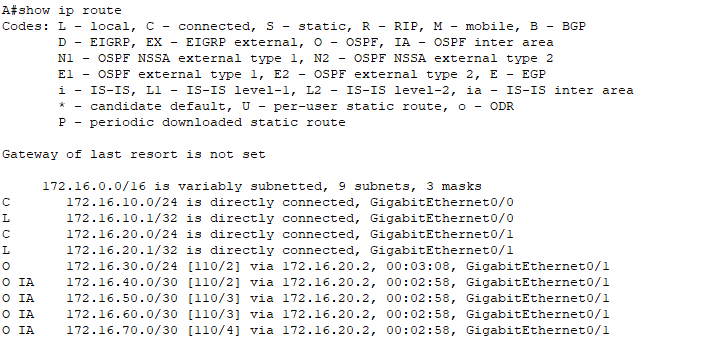 A#show ip route
Codes: L - local, C - connected, S - static, R - RIP, M - mobile, B - BGP
       D - EIGRP, EX - EIGRP external, O - OSPF, IA - OSPF inter area
       N1 - OSPF NSSA external type 1, N2 - OSPF NSSA external type 2
       E1 - OSPF external type 1, E2 - OSPF external type 2, E - EGP
       i - IS-IS, L1 - IS-IS level-1, L2 - IS-IS level-2, ia - IS-IS inter area
       * - candidate default, U - per-user static route, o - ODR
       P - periodic downloaded static route

Gateway of last resort is not set

     172.16.0.0/16 is variably subnetted, 9 subnets, 3 masks
C       172.16.10.0/24 is directly connected, GigabitEthernet0/0
L       172.16.10.1/32 is directly connected, GigabitEthernet0/0
C       172.16.20.0/24 is directly connected, GigabitEthernet0/1
L       172.16.20.1/32 is directly connected, GigabitEthernet0/1
O       172.16.30.0/24 [110/2] via 172.16.20.2, 00:03:08, GigabitEthernet0/1
O IA    172.16.40.0/30 [110/2] via 172.16.20.2, 00:02:58, GigabitEthernet0/1
O IA    172.16.50.0/30 [110/3] via 172.16.20.2, 00:02:58, GigabitEthernet0/1
O IA    172.16.60.0/30 [110/3] via 172.16.20.2, 00:02:58, GigabitEthernet0/1
O IA    172.16.70.0/30 [110/4] via 172.16.20.2, 00:02:58, GigabitEthernet0/1